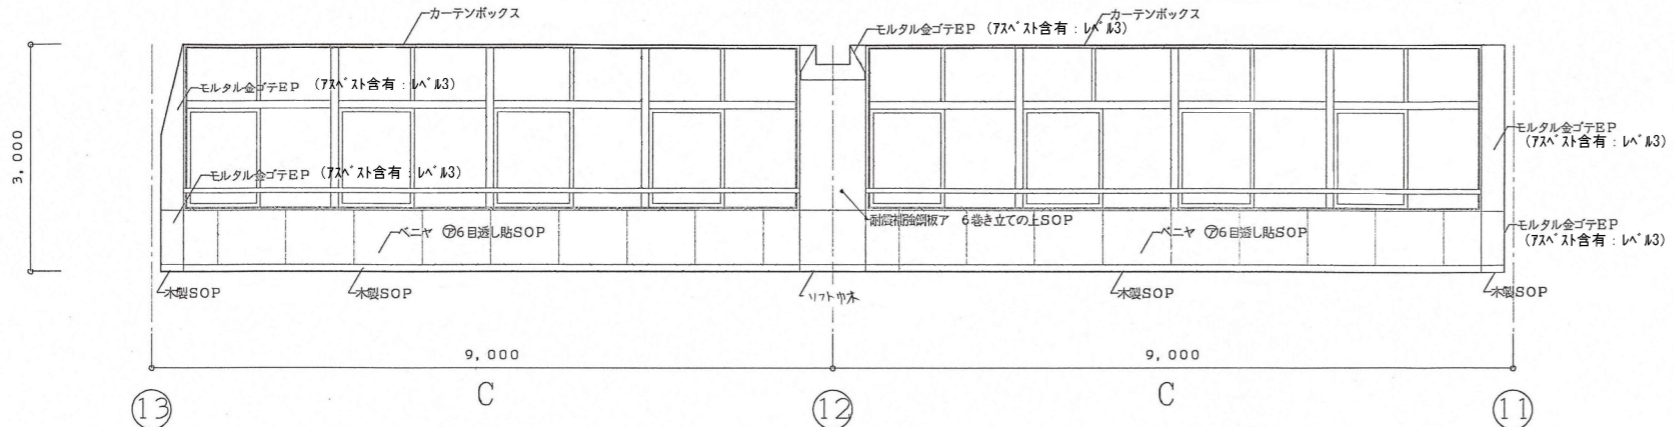 カーテンボックス
モルタル金ゴテEP (アスベスト含有:レベル3)
カーテンボックス
モルタル金ゴテEP (アスベスト含有:レベル3)
3,000
モルタル金ゴテEP
(アスベスト含有:レベル3)
モルタル金ゴテEP (アスベスト含有:レベル3)
耐震補強鋼板ア 6巻き立ての上SOP
ベニヤ ㋐6目透し貼SOP
ベニヤ ㋐6目透し貼SOP
モルタル金ゴテEP
(アスベスト含有:レベル3)
木製SOP
木製SOP
ソフト巾木
木製SOP
木製SOP
9,000
9,000
C
C
13
12
11